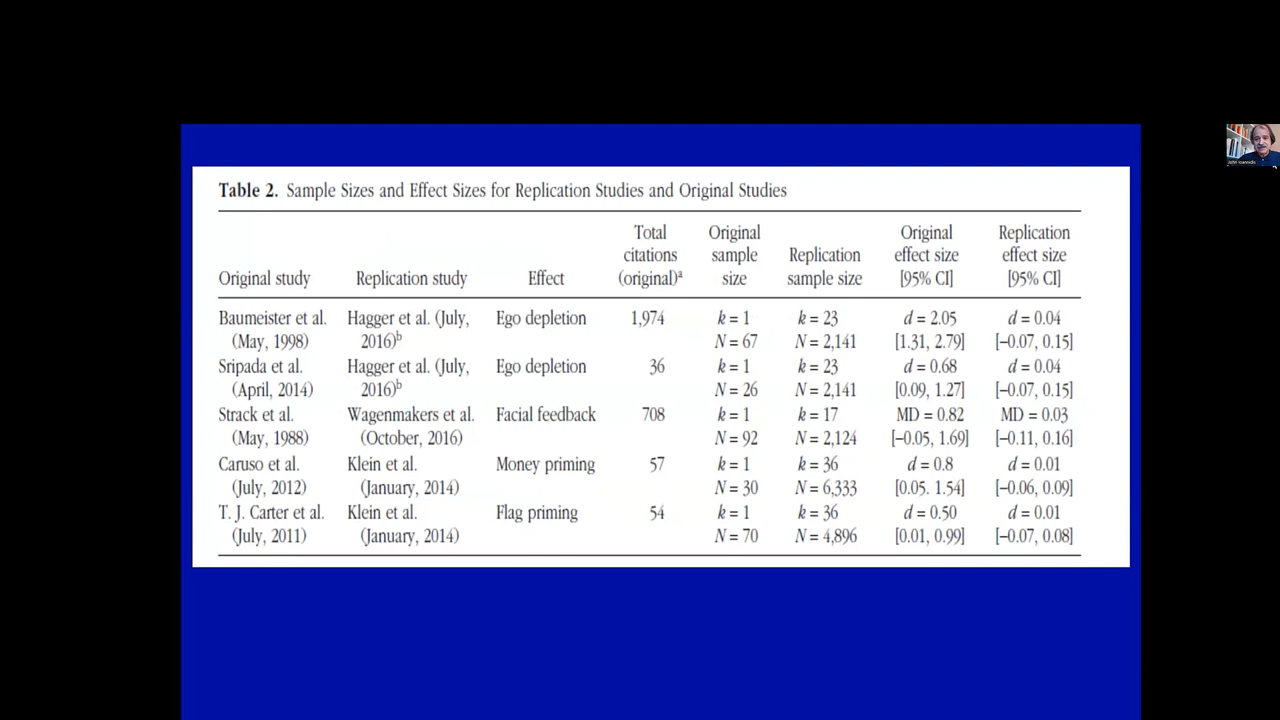 Table 2. Sample Sizes and Effect Sizes for Replication Studies and Original Studies
Total Original Original Replication
citations sample Replication effect size effect size
Original study Replication study Effect (original)ᵃ size sample size [95% CI] [95% CI]
Baumeister et al. Hagger et al. (July, Ego depletion 1,974 k = 1 k = 23 d = 2.05 d = 0.04
(May, 1998) 2016)ᵇ N = 67 N = 2,141 [1.31, 2.79] [−0.07, 0.15]
Sripada et al. Hagger et al. (July, Ego depletion 36 k = 1 k = 23 d = 0.68 d = 0.04
(April, 2014) 2016)ᵇ N = 26 N = 2,141 [0.09, 1.27] [−0.07, 0.15]
Strack et al. Wagenmakers et al. Facial feedback 708 k = 1 k = 17 MD = 0.82 MD = 0.03
(May, 1988) (October, 2016) N = 92 N = 2,124 [−0.05, 1.69] [−0.11, 0.16]
Caruso et al. Klein et al. Money priming 57 k = 1 k = 36 d = 0.8 d = 0.01
(July, 2012) (January, 2014) N = 30 N = 6,333 [0.05. 1.54] [−0.06, 0.09]
T. J. Carter et al. Klein et al. Flag priming 54 k = 1 k = 36 d = 0.50 d = 0.01
(July, 2011) (January, 2014) N = 70 N = 4,896 [0.01, 0.99] [−0.07, 0.08]
John Ioannidis